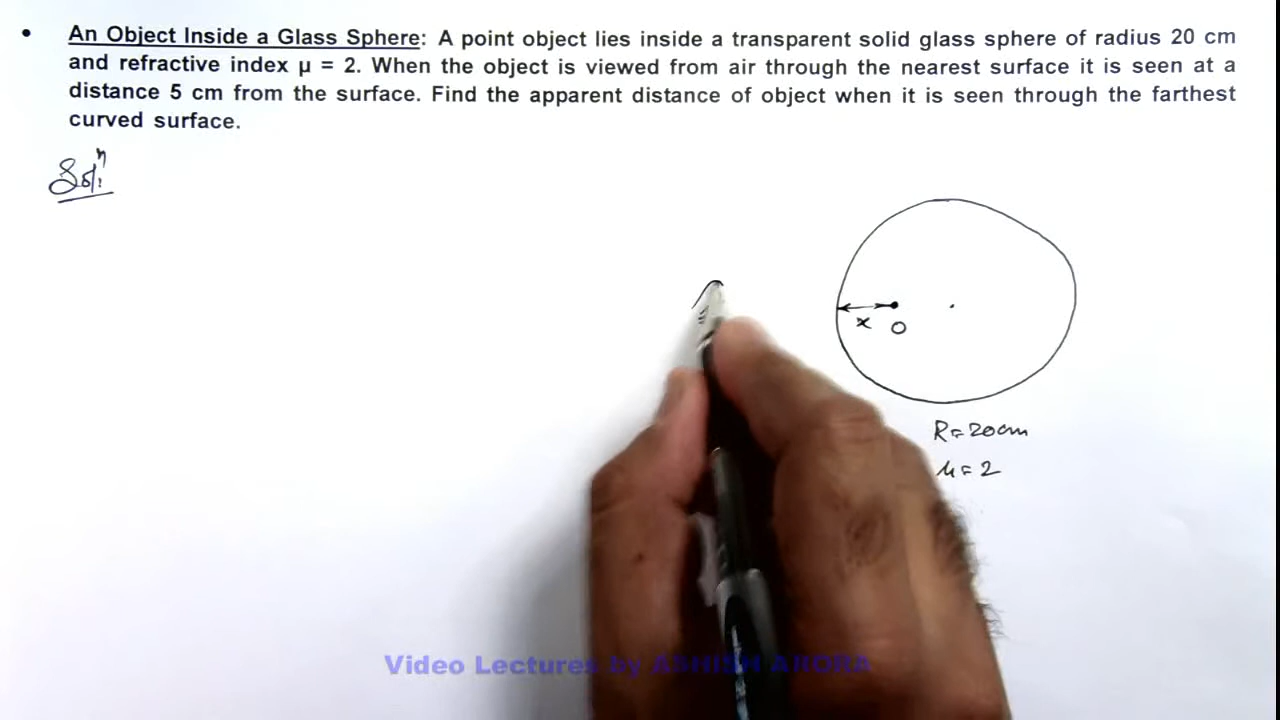 • An Object Inside a Glass Sphere: A point object lies inside a transparent solid glass sphere of radius 20 cm
and refractive index μ = 2. When the object is viewed from air through the nearest surface it is seen at a
distance 5 cm from the surface. Find the apparent distance of object when it is seen through the farthest
curved surface.
Solⁿ
x O
R = 20cm
μ = 2
Video Lectures by ASHISH ARORA